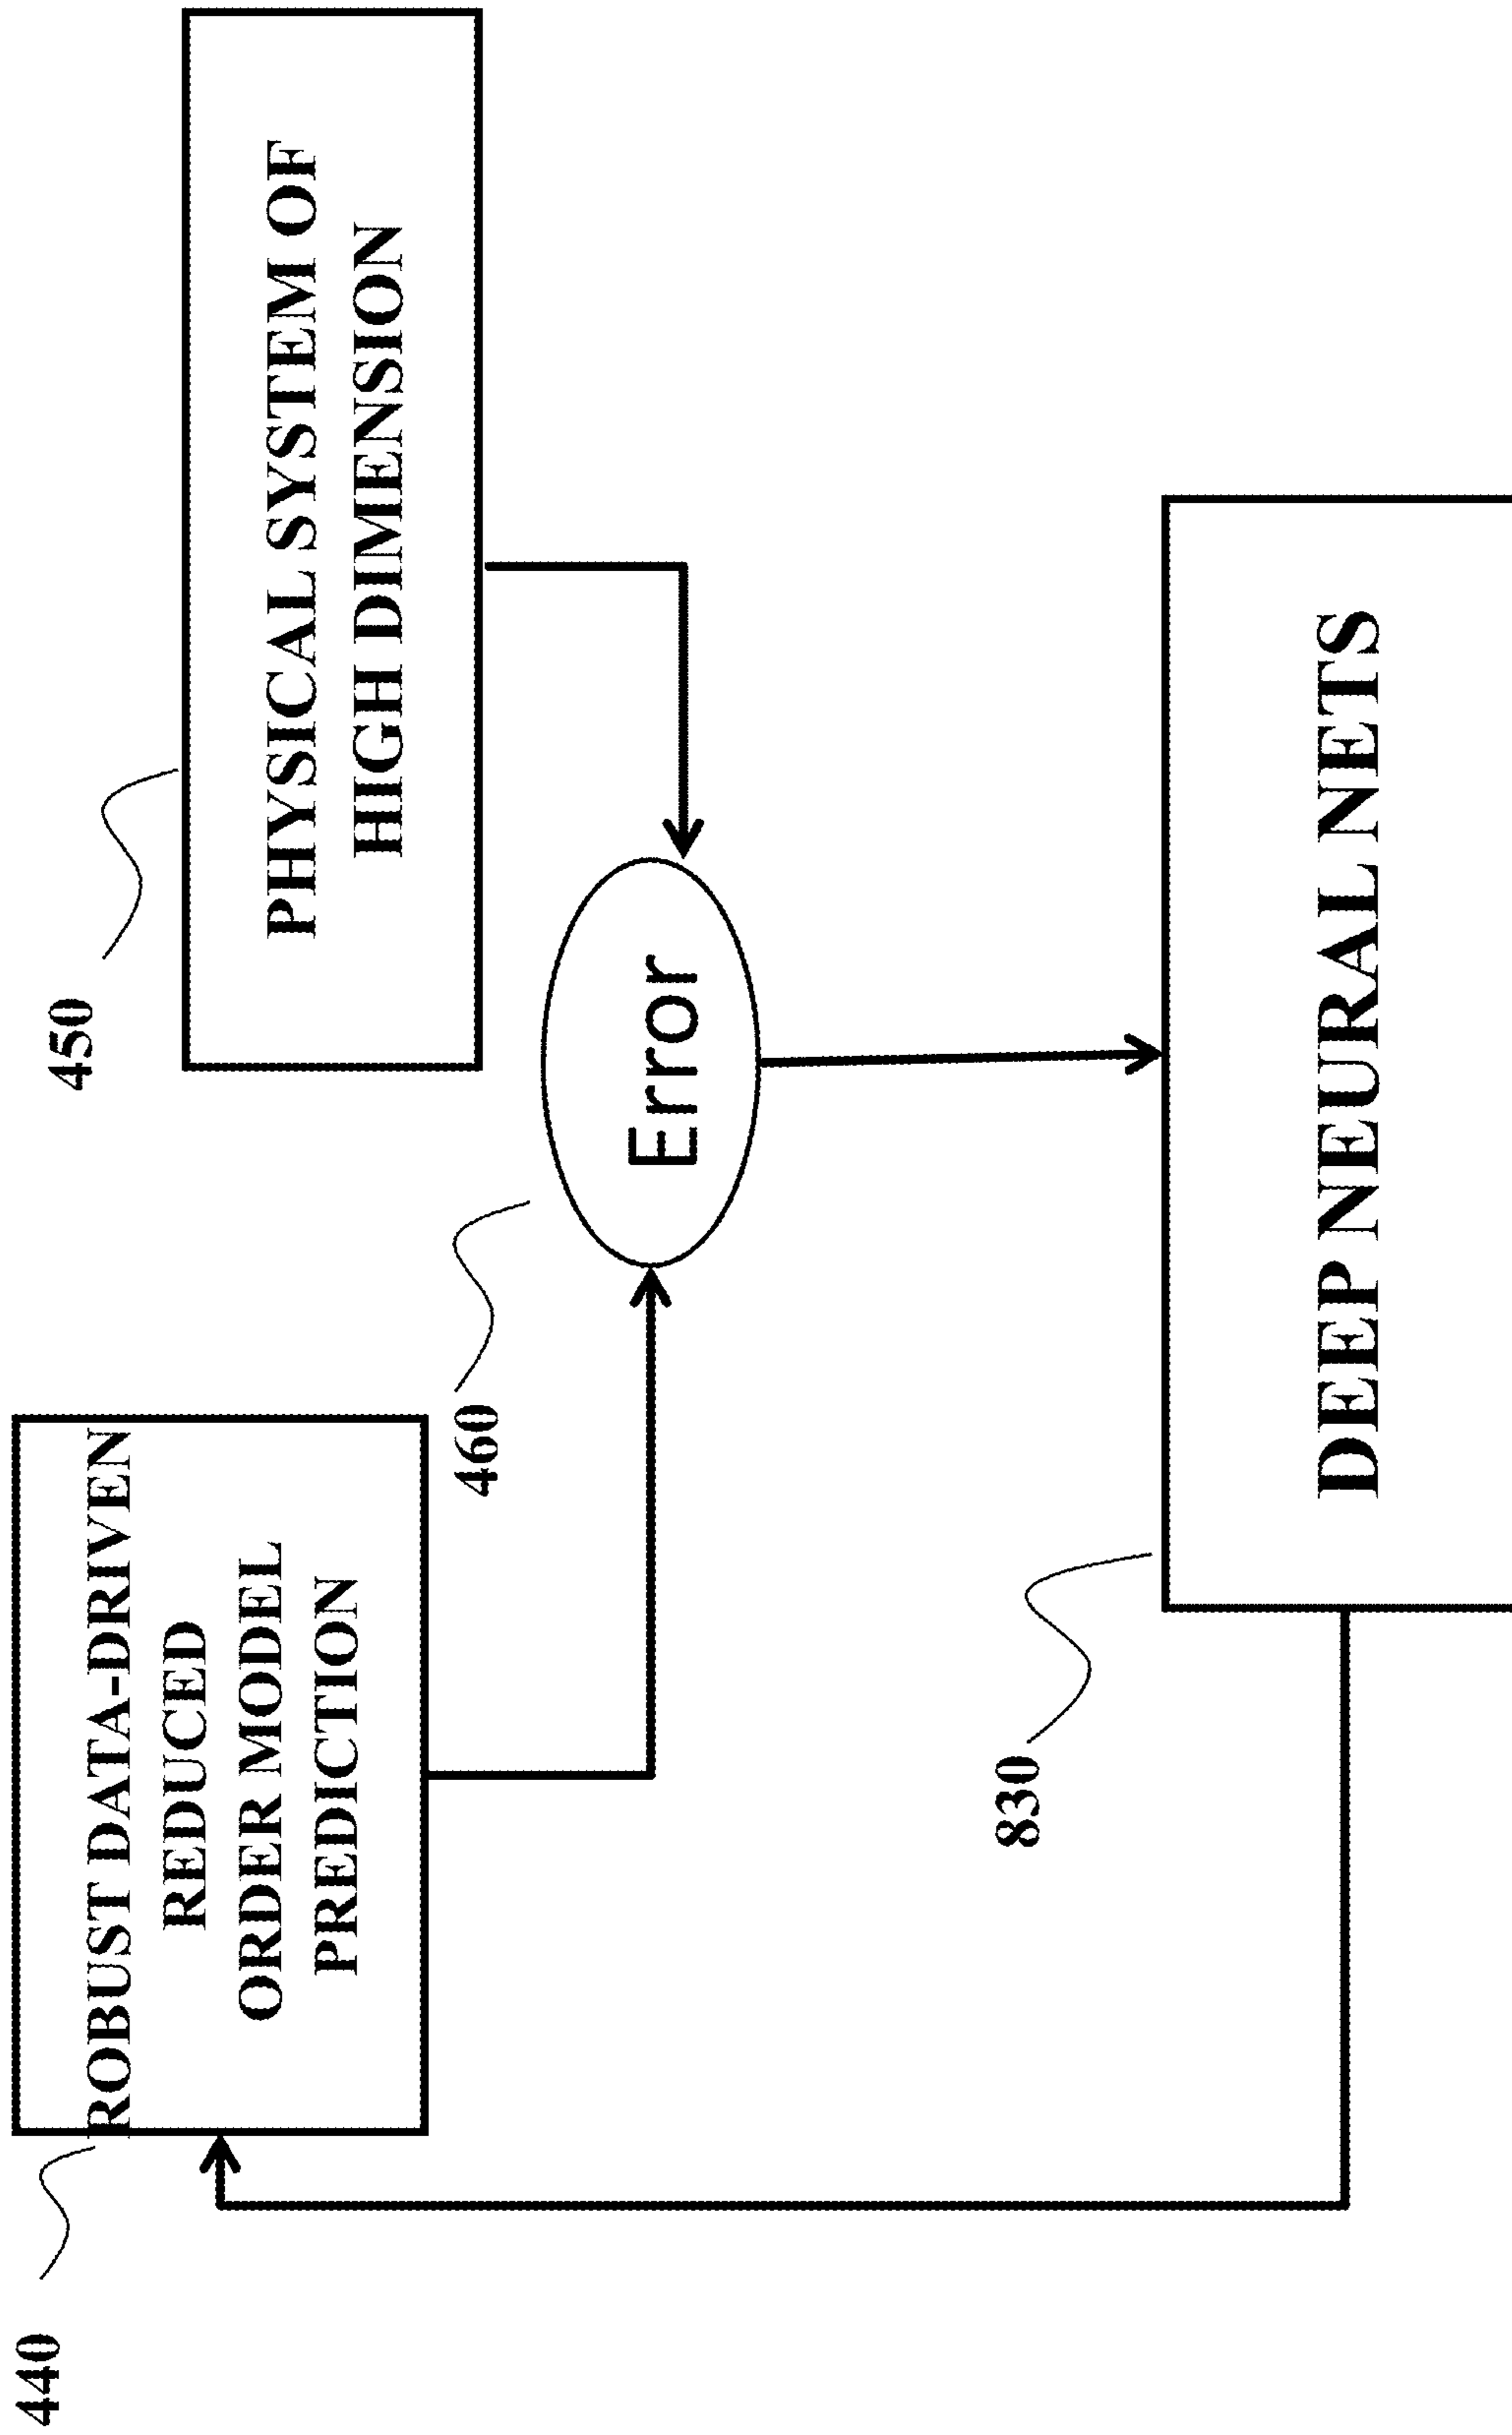 440
ROBUST DATA-DRIVEN
REDUCED
ORDER MODEL
PREDICTION
450
PHYSICAL SYSTEM OF
HIGH DIMENSION
460
Error
830
DEEP NEURAL NETS